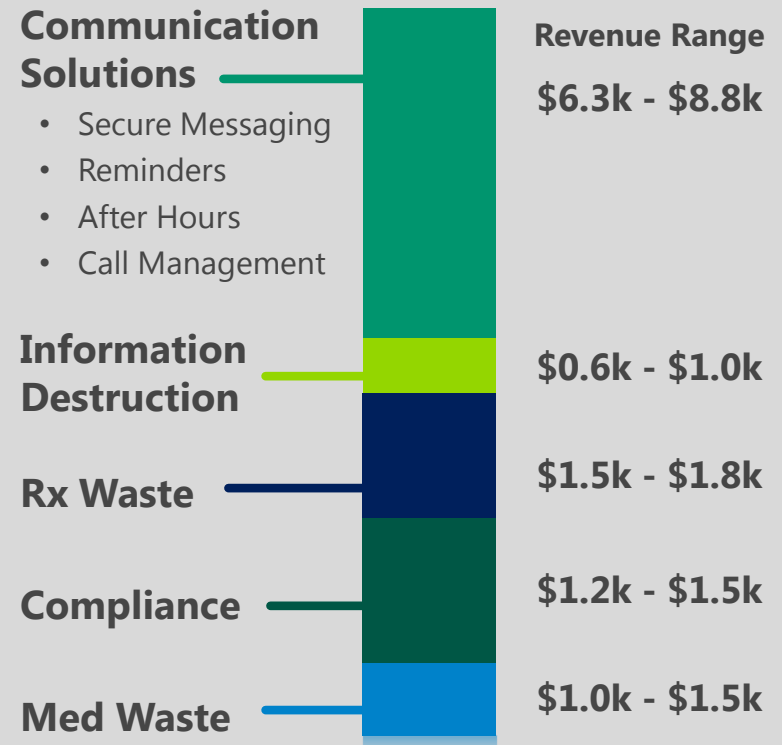 Communication
Solutions
• Secure Messaging
• Reminders
• After Hours
• Call Management
Revenue Range
$6.3k - $8.8k
Information
Destruction
$0.6k - $1.0k
Rx Waste
$1.5k - $1.8k
Compliance
$1.2k - $1.5k
Med Waste
$1.0k - $1.5k